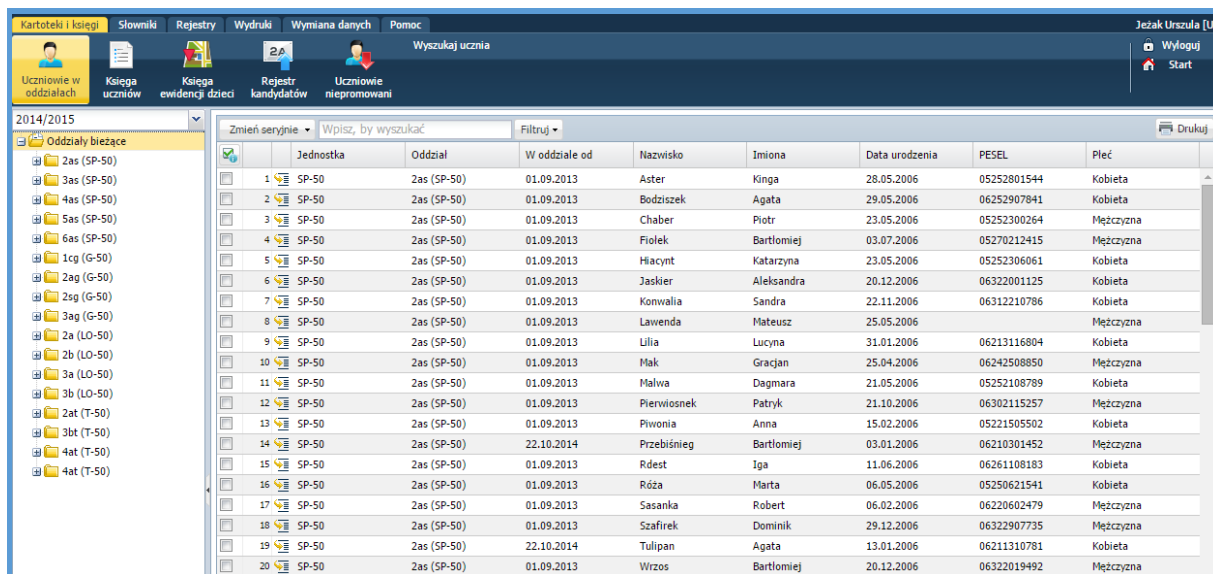 Kartoteki i księgi Słowniki Rejestry Wydruki Wymiana danych Pomoc Jeżak Urszula [U
Uczniowie w oddziałach Księga uczniów Księga ewidencji dzieci Rejestr kandydatów Uczniowie niepromowani Wyszukaj ucznia Wyloguj
Start
2014/2015
Zmień seryjnie Wpisz, by wyszukać Filtruj Drukuj
Oddziały bieżące
2as (SP-50)
3as (SP-50)
4as (SP-50)
5as (SP-50)
6as (SP-50)
1cg (G-50)
2ag (G-50)
2sg (G-50)
3ag (G-50)
2a (LO-50)
2b (LO-50)
3a (LO-50)
3b (LO-50)
2at (T-50)
3bt (T-50)
4at (T-50)
4at (T-50)
Jednostka Oddział W oddziale od Nazwisko Imiona Data urodzenia PESEL Płeć
1 SP-50 2as (SP-50) 01.09.2013 Aster Kinga 28.05.2006 05252801544 Kobieta
2 SP-50 2as (SP-50) 01.09.2013 Bodziszek Agata 29.05.2006 06252907841 Kobieta
3 SP-50 2as (SP-50) 01.09.2013 Chaber Piotr 23.05.2006 05252300264 Mężczyzna
4 SP-50 2as (SP-50) 01.09.2013 Fiołek Bartłomiej 03.07.2006 05270212415 Mężczyzna
5 SP-50 2as (SP-50) 01.09.2013 Hiacynt Katarzyna 23.05.2006 05252306061 Kobieta
6 SP-50 2as (SP-50) 01.09.2013 Jaskier Aleksandra 20.12.2006 06322001125 Kobieta
7 SP-50 2as (SP-50) 01.09.2013 Konwalia Sandra 22.11.2006 06312210786 Kobieta
8 SP-50 2as (SP-50) 01.09.2013 Lawenda Mateusz 25.05.2006 Mężczyzna
9 SP-50 2as (SP-50) 01.09.2013 Lilia Lucyna 31.01.2006 06213116804 Kobieta
10 SP-50 2as (SP-50) 01.09.2013 Mak Gracjan 25.04.2006 06242508850 Mężczyzna
11 SP-50 2as (SP-50) 01.09.2013 Malwa Dagmara 21.05.2006 05252108789 Kobieta
12 SP-50 2as (SP-50) 01.09.2013 Pierwiosnek Patryk 21.10.2006 06302115257 Mężczyzna
13 SP-50 2as (SP-50) 01.09.2013 Piwonia Anna 15.02.2006 05221505502 Kobieta
14 SP-50 2as (SP-50) 22.10.2014 Przebiśnieg Bartłomiej 03.01.2006 06210301452 Mężczyzna
15 SP-50 2as (SP-50) 01.09.2013 Rdest Iga 11.06.2006 06261108183 Kobieta
16 SP-50 2as (SP-50) 01.09.2013 Róża Marta 06.05.2006 05250621541 Kobieta
17 SP-50 2as (SP-50) 01.09.2013 Sasanka Robert 06.02.2006 06220602479 Mężczyzna
18 SP-50 2as (SP-50) 01.09.2013 Szafirek Dominik 29.12.2006 06322907735 Mężczyzna
19 SP-50 2as (SP-50) 22.10.2014 Tulipan Agata 13.01.2006 06211310781 Kobieta
20 SP-50 2as (SP-50) 01.09.2013 Wrzos Bartłomiej 20.12.2006 06322019492 Mężczyzna